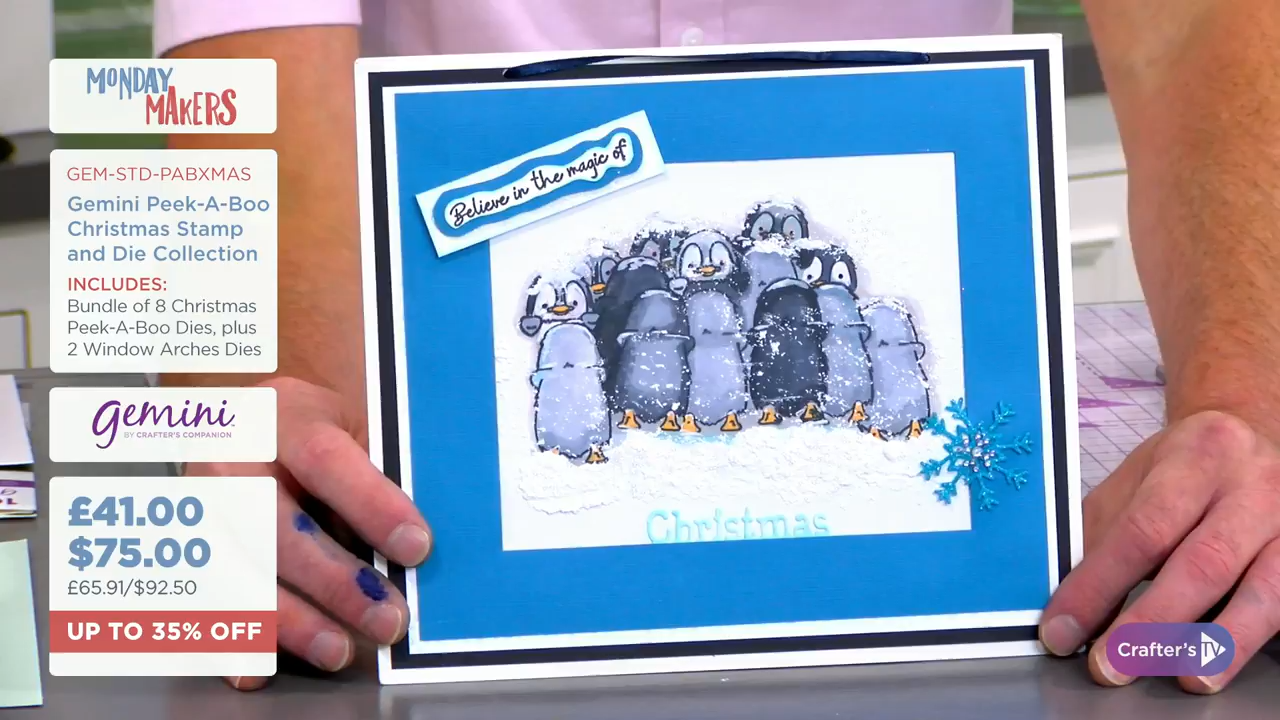 MONDAY
MAKERS
GEM-STD-PABXMAS
Gemini Peek-A-Boo
Christmas Stamp
and Die Collection
INCLUDES:
Bundle of 8 Christmas
Peek-A-Boo Dies, plus
2 Window Arches Dies
gemini
BY CRAFTER'S COMPANION
£41.00
$75.00
£65.91/$92.50
UP TO 35% OFF
Believe in the magic of
Christmas
Crafter's TV